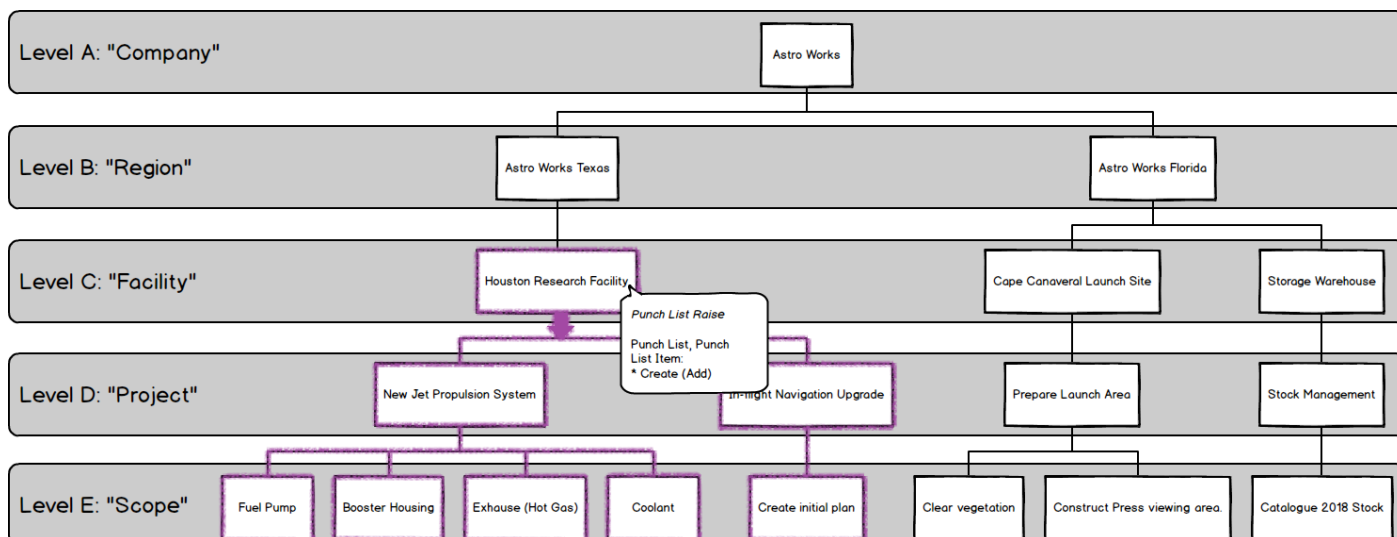 Level A: "Company"
Astro Works
Level B: "Region"
Astro Works Texas
Astro Works Florida
Level C: "Facility"
Houston Research Facility
Cape Canaveral Launch Site
Storage Warehouse
Punch List Raise
Punch List, Punch
List Item:
* Create (Add)
Level D: "Project"
New Jet Propulsion System
In-flight Navigation Upgrade
Prepare Launch Area
Stock Management
Level E: "Scope"
Fuel Pump
Booster Housing
Exhause (Hot Gas)
Coolant
Create initial plan
Clear vegetation
Construct Press viewing area.
Catalogue 2018 Stock